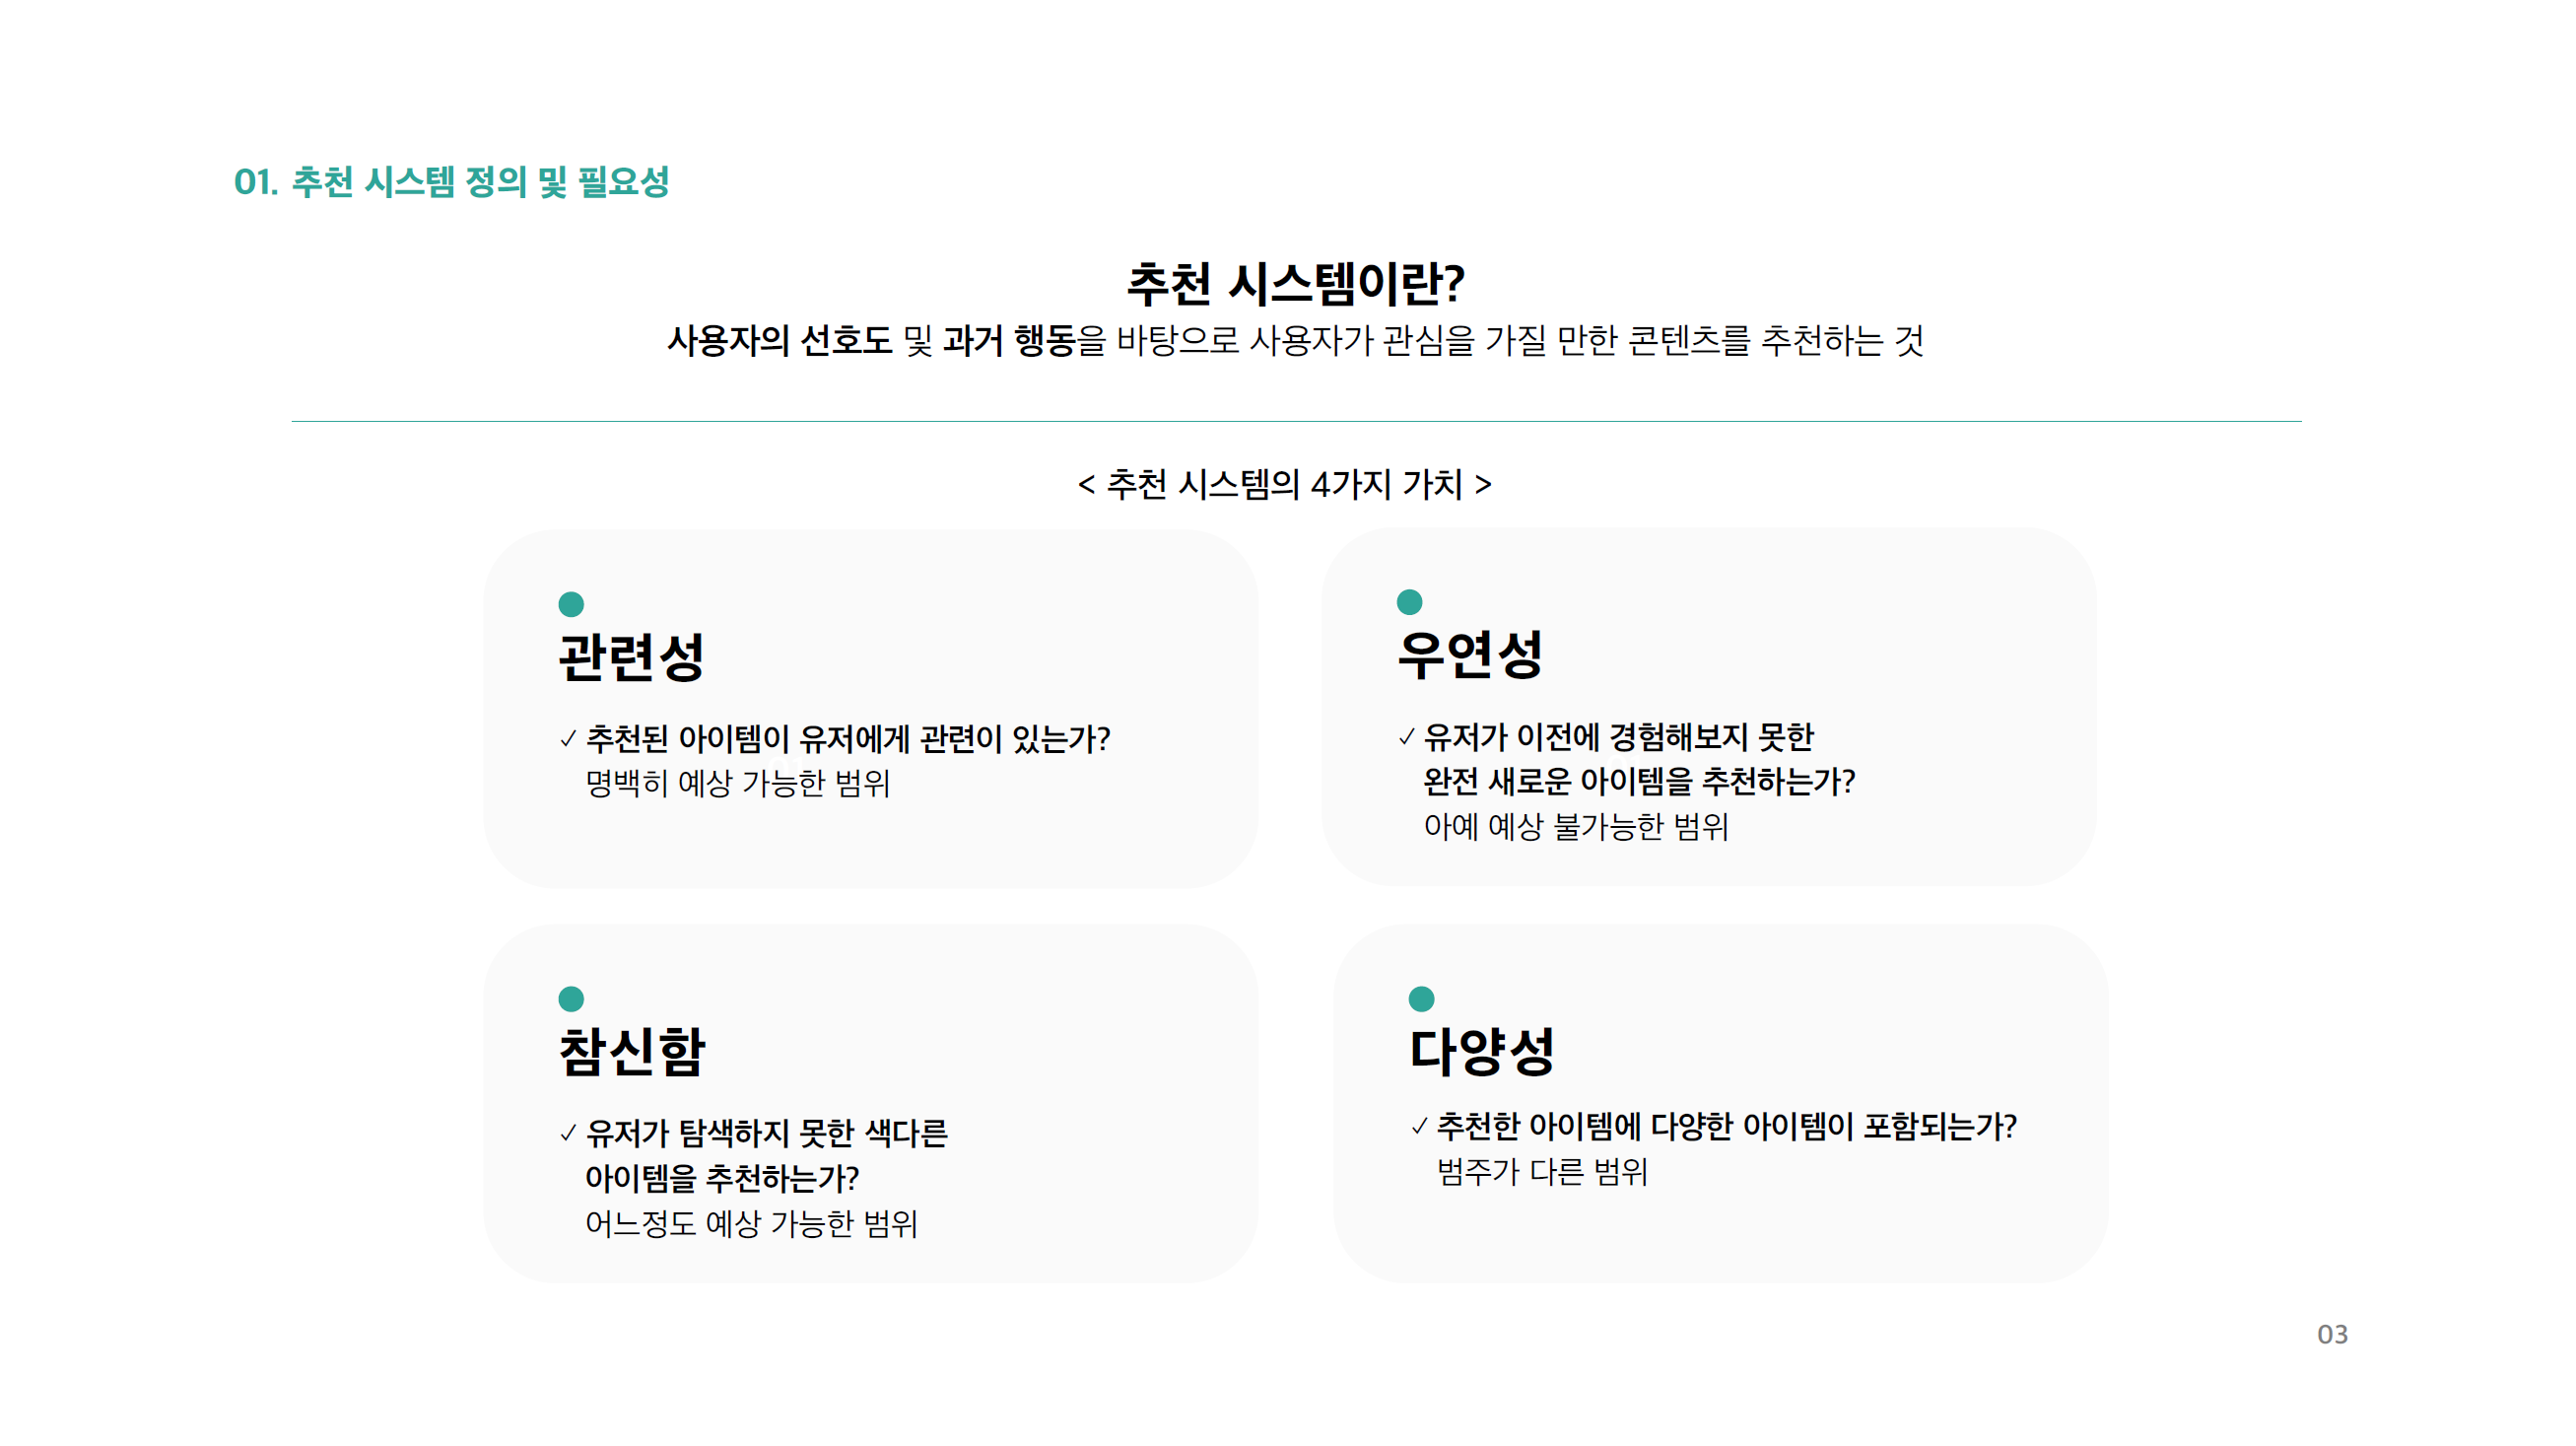 01. 추천 시스템 정의 및 필요성
추천 시스템이란?
사용자의 선호도 및 과거 행동을 바탕으로 사용자가 관심을 가질 만한 콘텐츠를 추천하는 것
< 추천 시스템의 4가지 가치 >
관련성
✓ 추천된 아이템이 유저에게 관련이 있는가?
명백히 예상 가능한 범위
우연성
✓ 유저가 이전에 경험해보지 못한
완전 새로운 아이템을 추천하는가?
아예 예상 불가능한 범위
참신함
✓ 유저가 탐색하지 못한 색다른
아이템을 추천하는가?
어느정도 예상 가능한 범위
다양성
✓ 추천한 아이템에 다양한 아이템이 포함되는가?
범주가 다른 범위
03